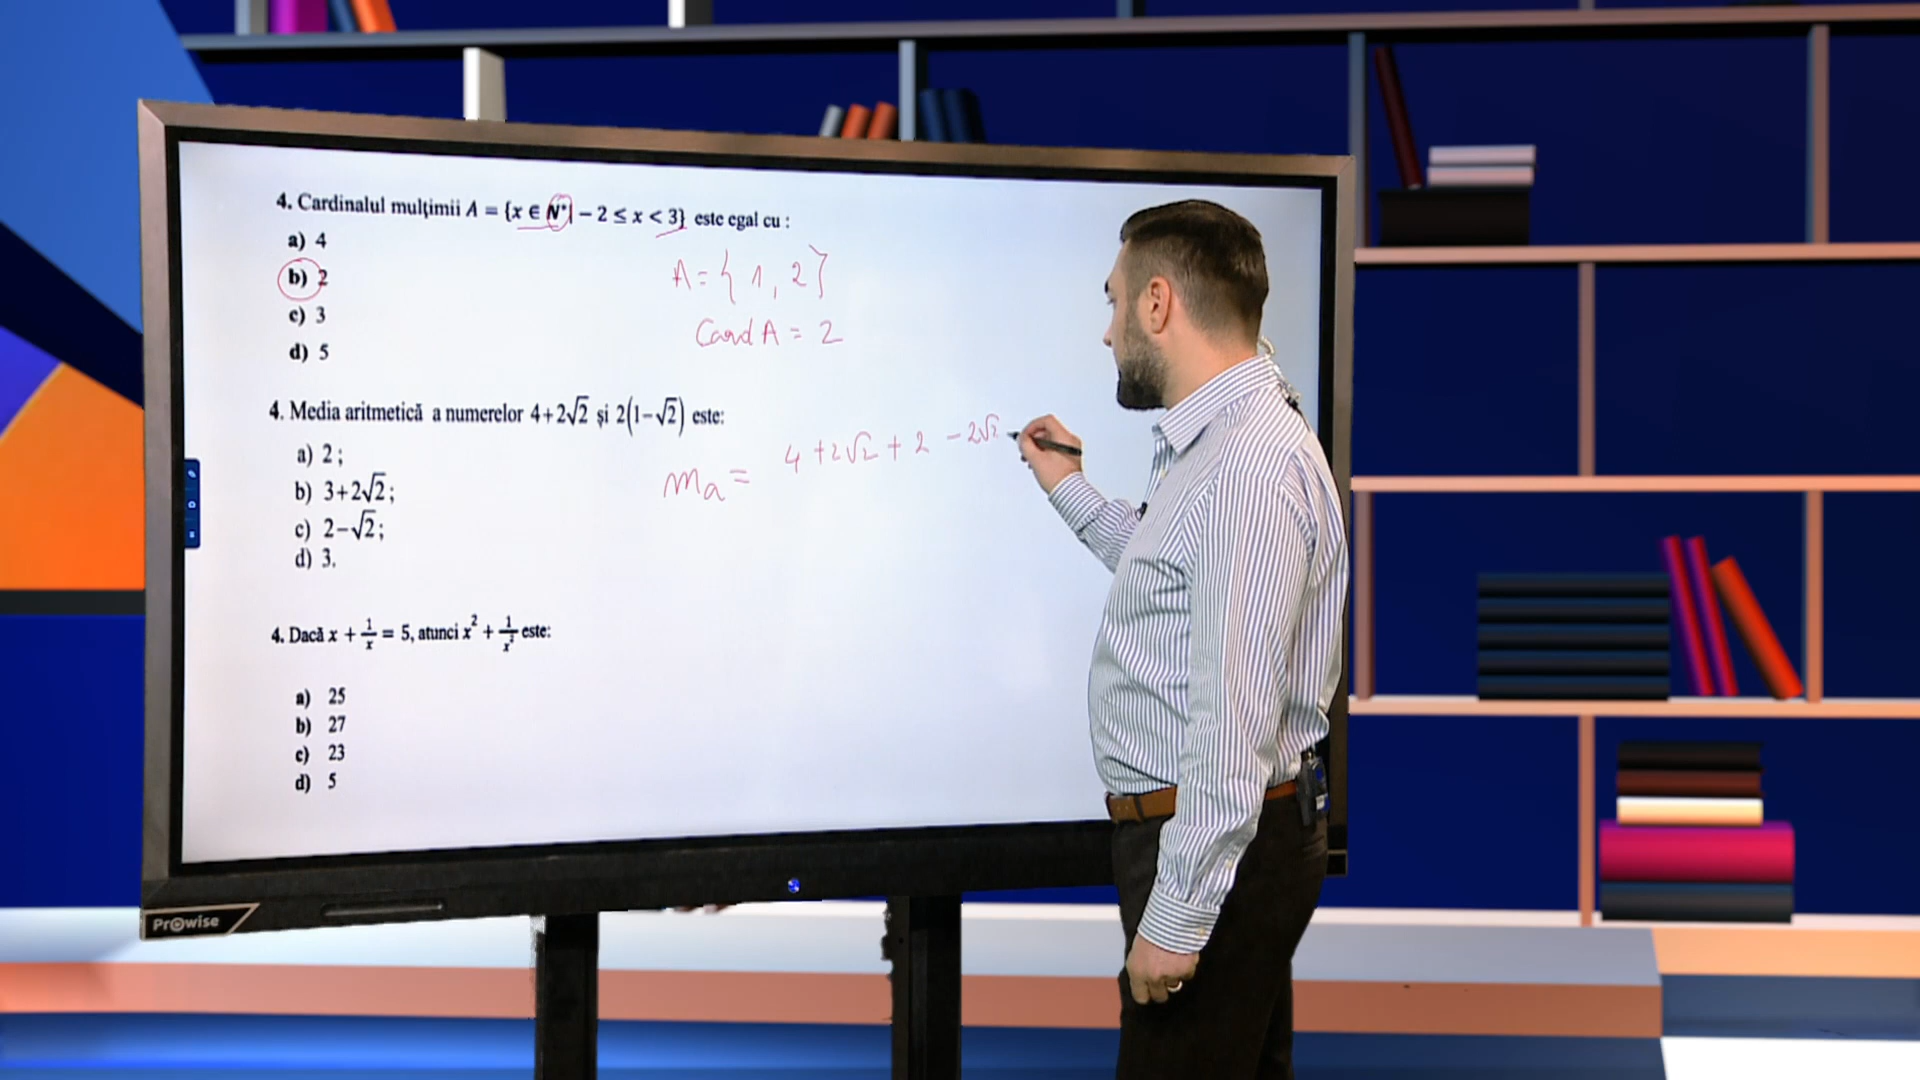 4. Cardinalul mulţimii A = {x ∈ N*| − 2 ≤ x < 3} este egal cu :
a) 4
b) 2
c) 3
d) 5
A = { 1 , 2 }
Card A = 2
4. Media aritmetică a numerelor 4+2√2 şi 2(1−√2) este:
a) 2 ;
b) 3+2√2 ;
c) 2−√2 ;
d) 3.
ma = 4 + 2√2 + 2 − 2√2
4. Dacă x + 1/x = 5, atunci x² + 1/x² este:
a) 25
b) 27
c) 23
d) 5
Prowise